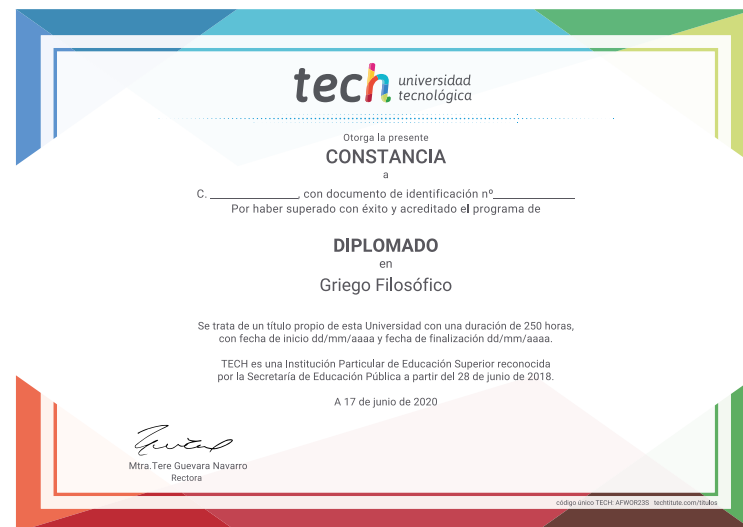 tech universidad
tecnológica
Otorga la presente
CONSTANCIA
a
C. ______________, con documento de identificación nº_____________
Por haber superado con éxito y acreditado el programa de
DIPLOMADO
en
Griego Filosófico
Se trata de un título propio de esta Universidad con una duración de 250 horas,
con fecha de inicio dd/mm/aaaa y fecha de finalización dd/mm/aaaa.
TECH es una Institución Particular de Educación Superior reconocida
por la Secretaría de Educación Pública a partir del 28 de junio de 2018.
A 17 de junio de 2020
Mtra.Tere Guevara Navarro
Rectora
código único TECH: AFWOR23S techtitute.com/titulos